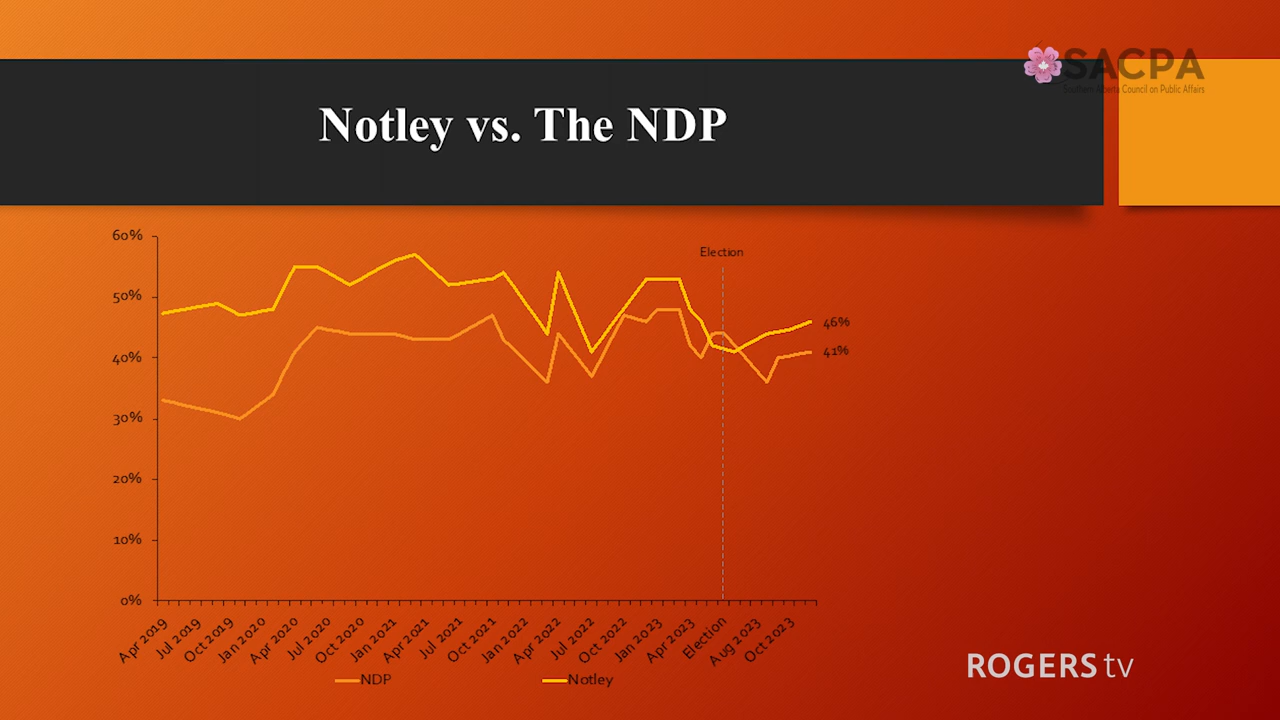 SACPA
Southern Alberta Council on Public Affairs
Notley vs. The NDP
60%
50%
40%
30%
20%
10%
0%
Election
46%
41%
Apr 2019
Jul 2019
Oct 2019
Jan 2020
Apr 2020
Jul 2020
Oct 2020
Jan 2021
Apr 2021
Jul 2021
Oct 2021
Jan 2022
Apr 2022
Jul 2022
Oct 2022
Jan 2023
Apr 2023
Election
Aug 2023
Oct 2023
NDP
Notley
ROGERS tv